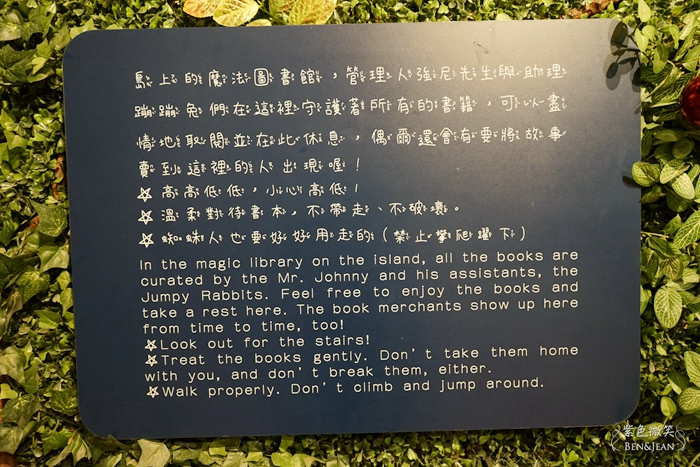 島上的魔法圖書館，管理人強尼先生與助理
蹦蹦兔們在這裡守護著所有的書籍，可以盡
情地取閱並在此休息，偶爾還會有要將故事
賣到這裡的人出現喔！
☆高高低低，小心高低！
☆溫柔對待書本，不帶走、不破壞。
☆蜘蛛人也要好好用走的（禁止攀爬躍下）
In the magic library on the island, all the books are
curated by the Mr. Johnny and his assistants, the
Jumpy Rabbits. Feel free to enjoy the books and
take a rest here. The book merchants show up here
from time to time, too!
☆Look out for the stairs!
☆Treat the books gently. Don't take them home
with you, and don't break them, either.
☆Walk properly. Don't climb and jump around.
紫色微笑
BEN&JEAN